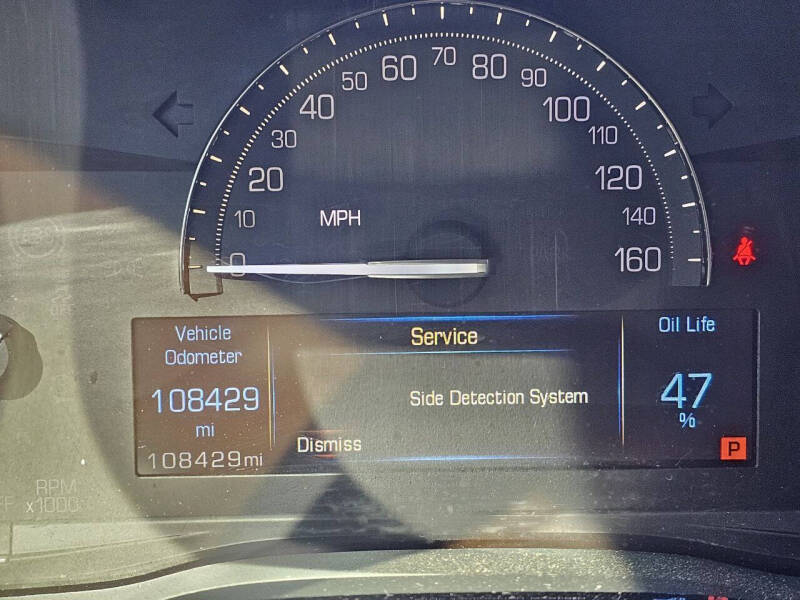 70
60 80
50 90
40 100
30 110
20 120
10 MPH 140
0 160
Vehicle
Odometer
108429
mi
108429mi
Service
Side Detection System
Dismiss
Oil Life
47
%
P
RPM
x1000
OFF